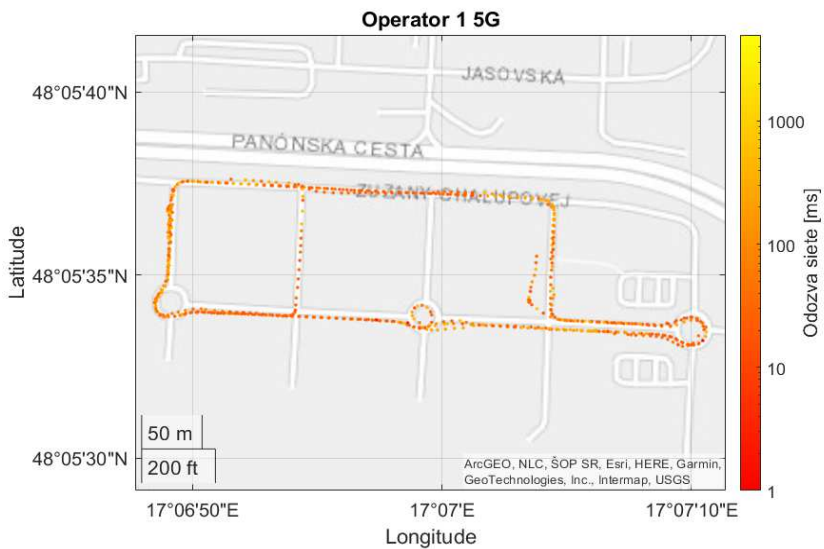 Operator 1 5G
48°05'40"N
48°05'35"N
48°05'30"N
Latitude
JASOVSKÁ
PANÓNSKA CESTA
ZUZANY CHALUPOVEJ
50 m
200 ft
ArcGEO, NLC, ŠOP SR, Esri, HERE, Garmin,
GeoTechnologies, Inc., Intermap, USGS
17°06'50"E
17°07'E
17°07'10"E
Longitude
1000
100
10
1
Odozva siete [ms]